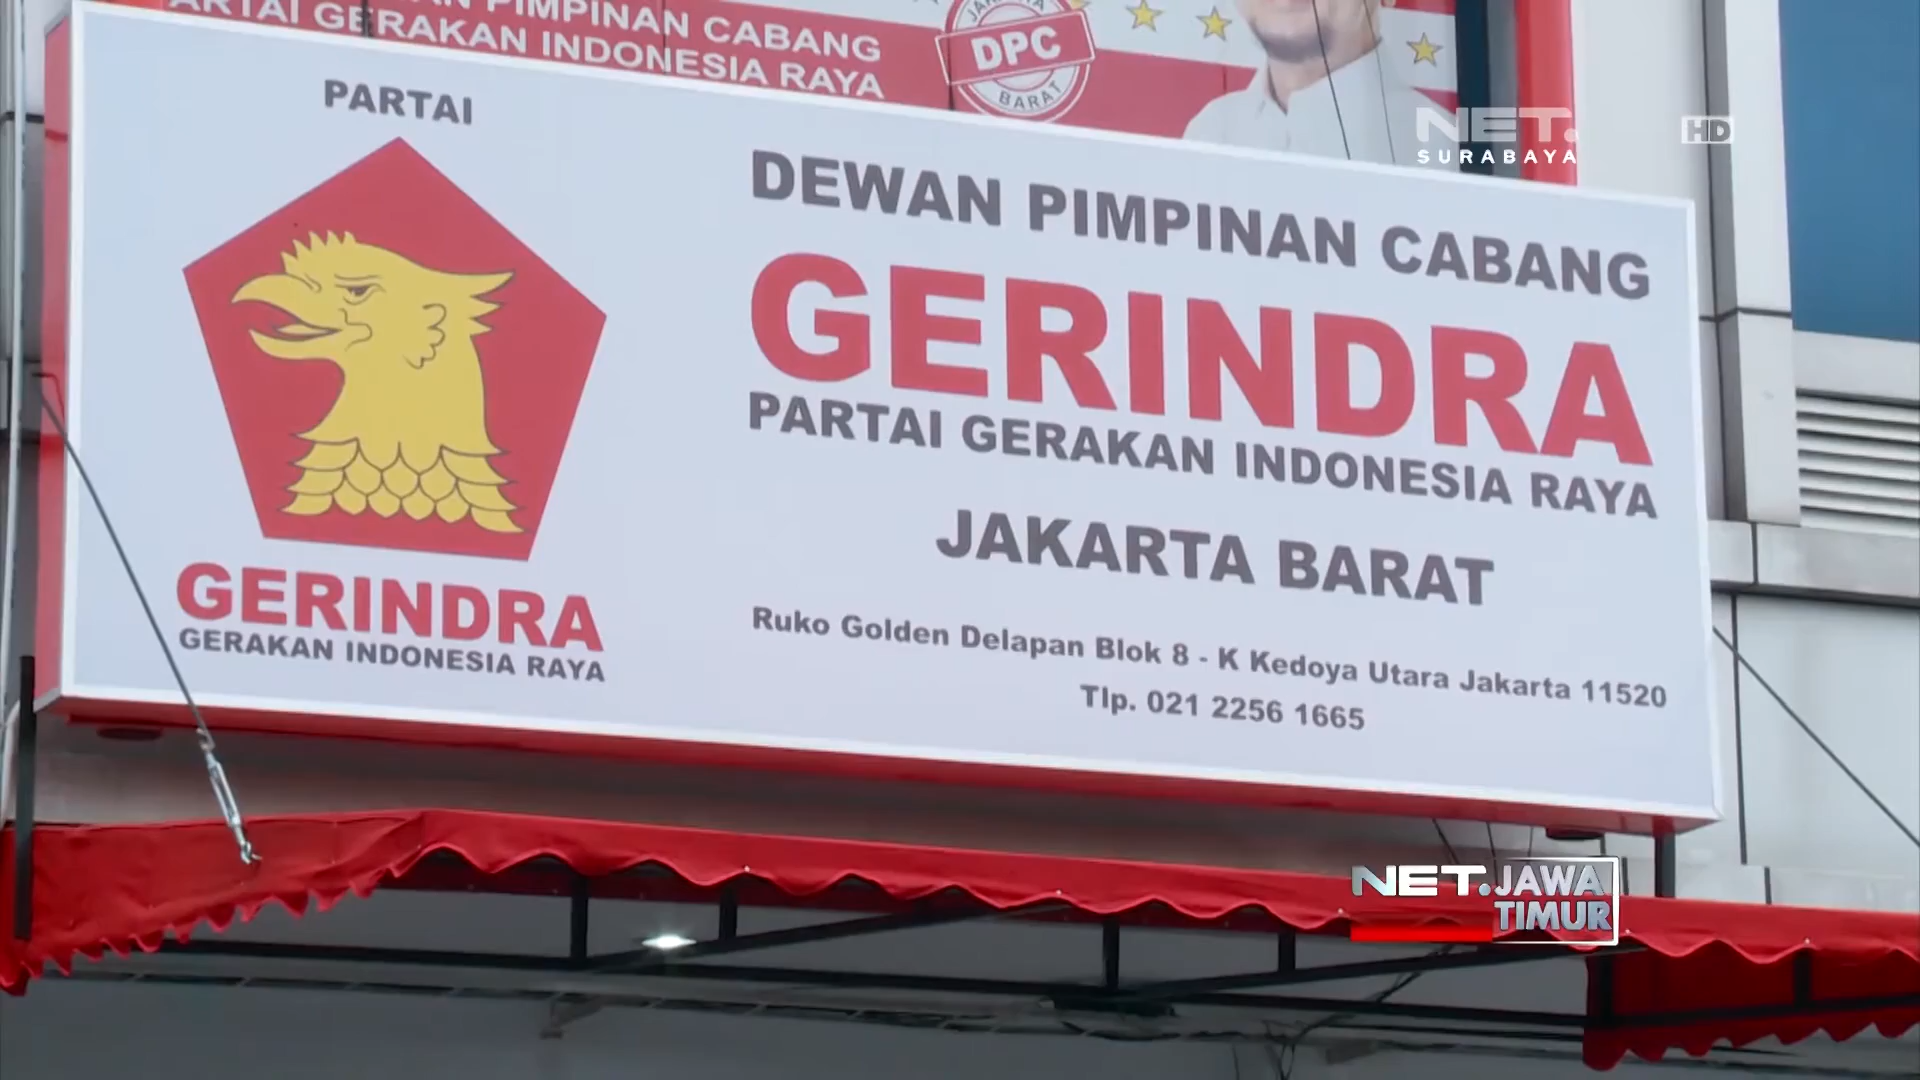 PIMPINAN CABANG
PARTAI GERAKAN INDONESIA RAYA
JAKARTA
DPC
BARAT
NET.
SURABAYA
HD
PARTAI
GERINDRA
GERAKAN INDONESIA RAYA
DEWAN PIMPINAN CABANG
GERINDRA
PARTAI GERAKAN INDONESIA RAYA
JAKARTA BARAT
Ruko Golden Delapan Blok 8 - K Kedoya Utara Jakarta 11520
Tlp. 021 2256 1665
NET. JAWA
TIMUR